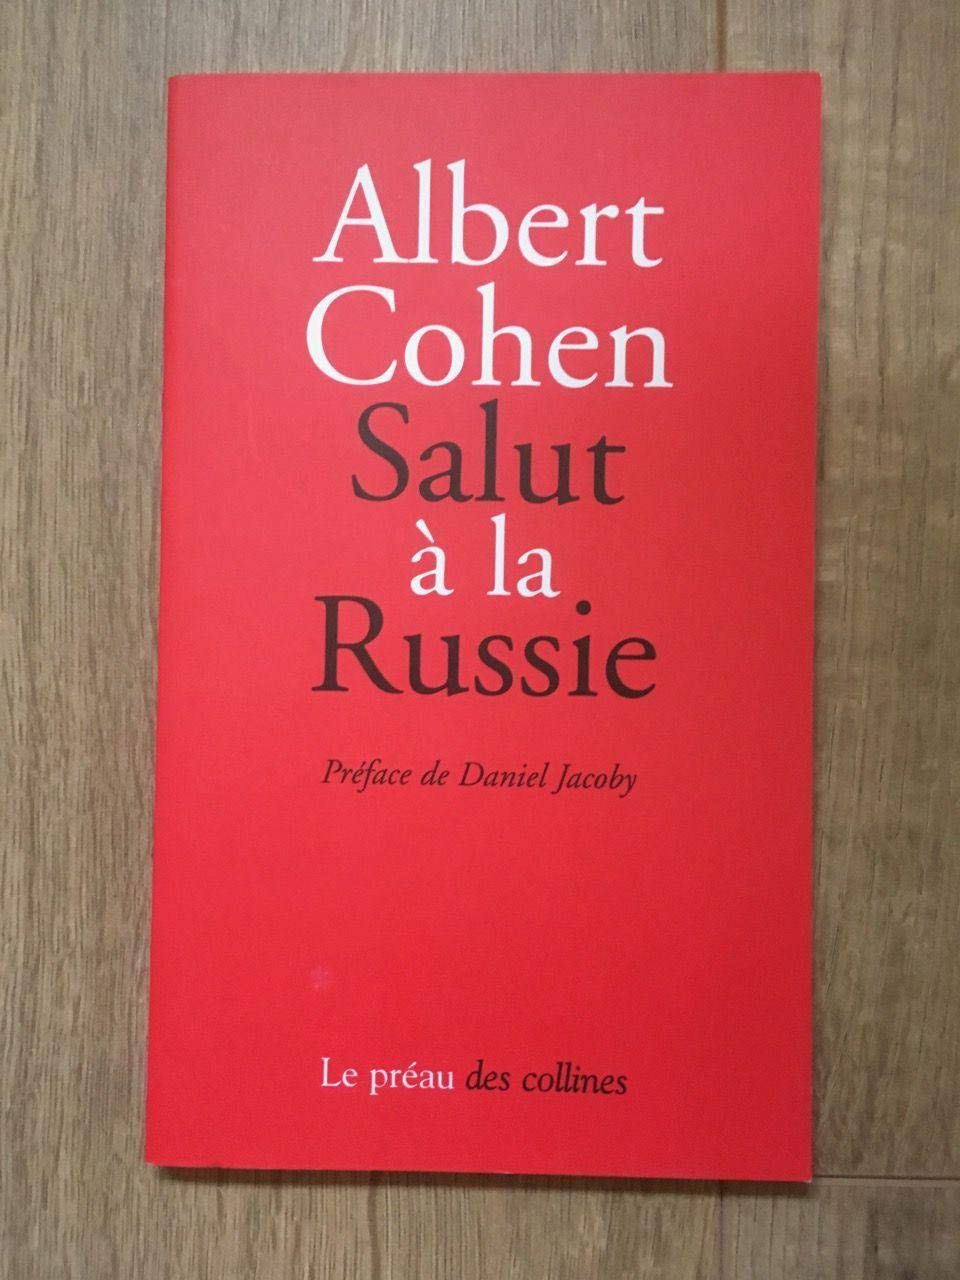 Albert
Cohen
Salut
à la
Russie
Préface de Daniel Jacoby
Le préau des collines